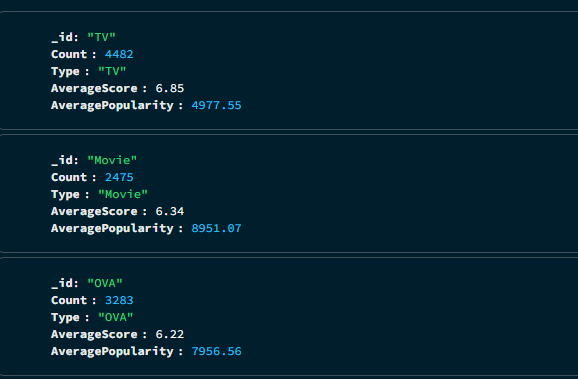 _id: "TV"
Count : 4482
Type : "TV"
AverageScore : 6.85
AveragePopularity : 4977.55
_id: "Movie"
Count : 2475
Type : "Movie"
AverageScore : 6.34
AveragePopularity : 8951.07
_id: "OVA"
Count : 3283
Type : "OVA"
AverageScore : 6.22
AveragePopularity : 7956.56